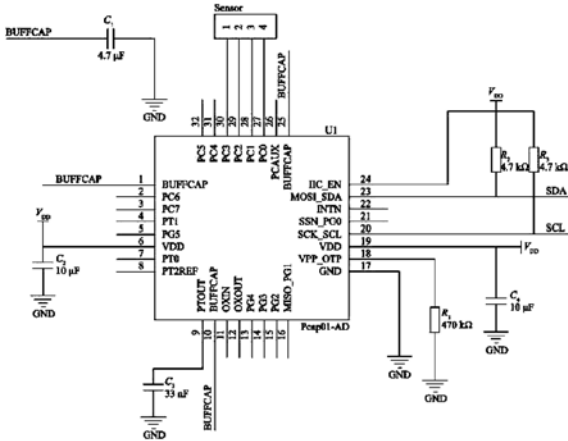 Sensor
1 2 3 4
BUFFCAP
C1
4.7 μF
GND
32 31 30 29 28 27 26 25
BUFFCAP
PC5 PC4 PC3 PC2 PC1 PC0 PCAUX BUFFCAP
U1
VDD
R2
4.7 kΩ
4.7 kΩ
BUFFCAP
1 BUFFCAP
2 PC6
3 PC7
4 PT1
5 PG5
6 VDD
7 PT0
8 PT2REF
IIC_EN 24
MOSI_SDA 23
INTN 22
SSN_PG0 21
SCK_SCL 20
VDD 19
VPP_OTP 18
GND 17
SDA
SCL
VDD
VDD
C2
10 μF
GND
PTOUT BUFFCAP OXIN OXOUT PG4 PG3 PG2 MISO_PG1
9 10 11 12 13 14 15 16
Pcap01-AD
C3
33 nF
GND
BUFFCAP
GND
R1
470 kΩ
GND
C4
10 μF
GND